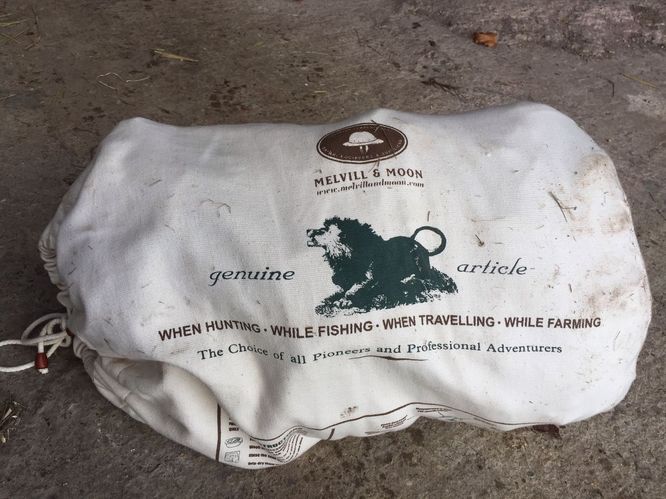 MELVILL & MOON
www.melvillandmoon.com
genuine article
WHEN HUNTING · WHILE FISHING · WHEN TRAVELLING · WHILE FARMING
The Choice of all Pioneers and Professional Adventurers